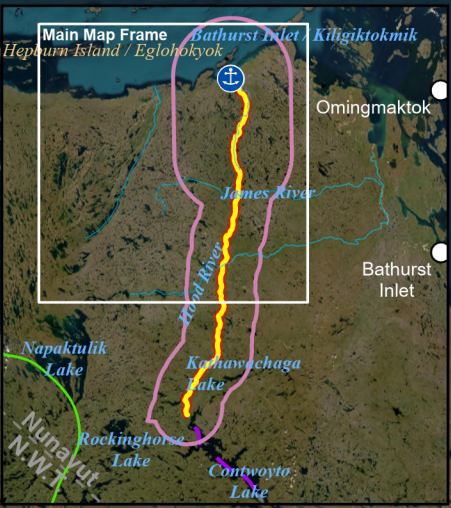 Main Map Frame
Bathurst Inlet / Kiligiktokmik
Hepburn Island / Eglohokyok
Omingmaktok
James River
Hood River
Bathurst
Inlet
Napaktulik
Lake
Kathawachaga
Lake
Nunavut
N.W.T
Rockinghorse
Lake
Contwoyto
Lake